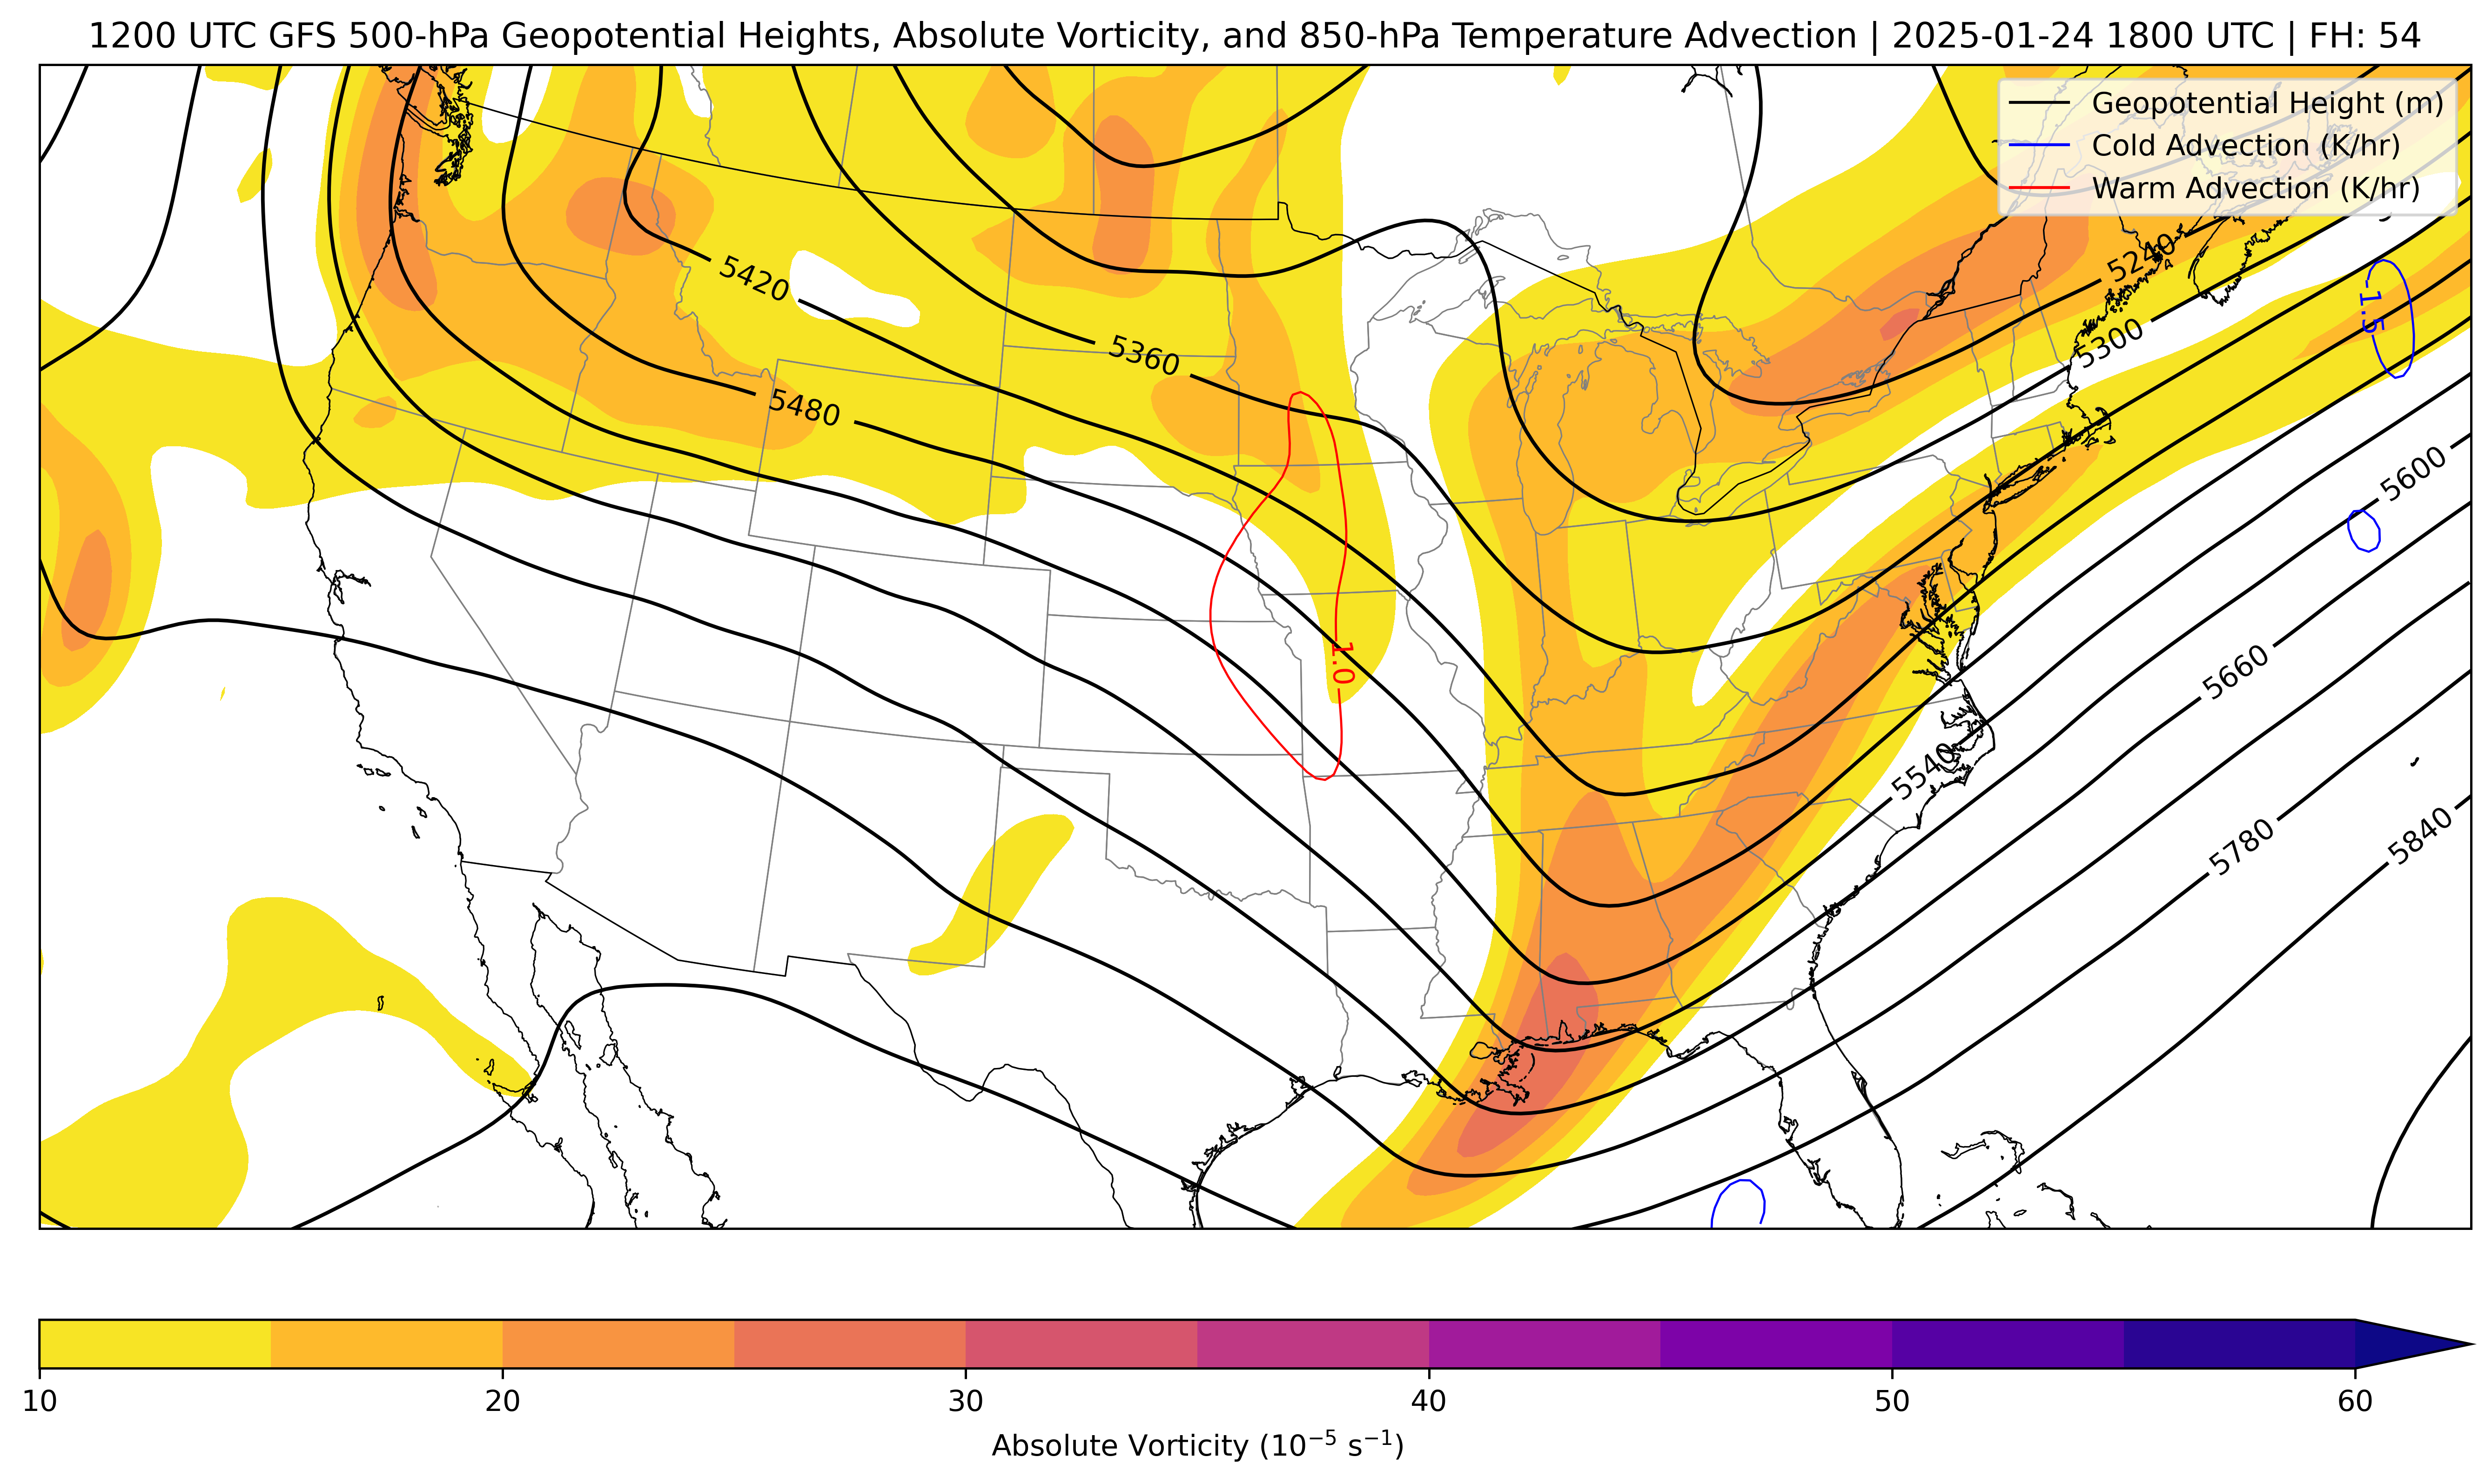 1200 UTC GFS 500-hPa Geopotential Heights, Absolute Vorticity, and 850-hPa Temperature Advection | 2025-01-24 1800 UTC | FH: 54
Geopotential Height (m)
Cold Advection (K/hr)
Warm Advection (K/hr)
5240
5420
-1.5
5300
5360
5480
5600
1.0
5660
5540
5780
5840
10 20 30 40 50 60
Absolute Vorticity (10⁻⁵ s⁻¹)